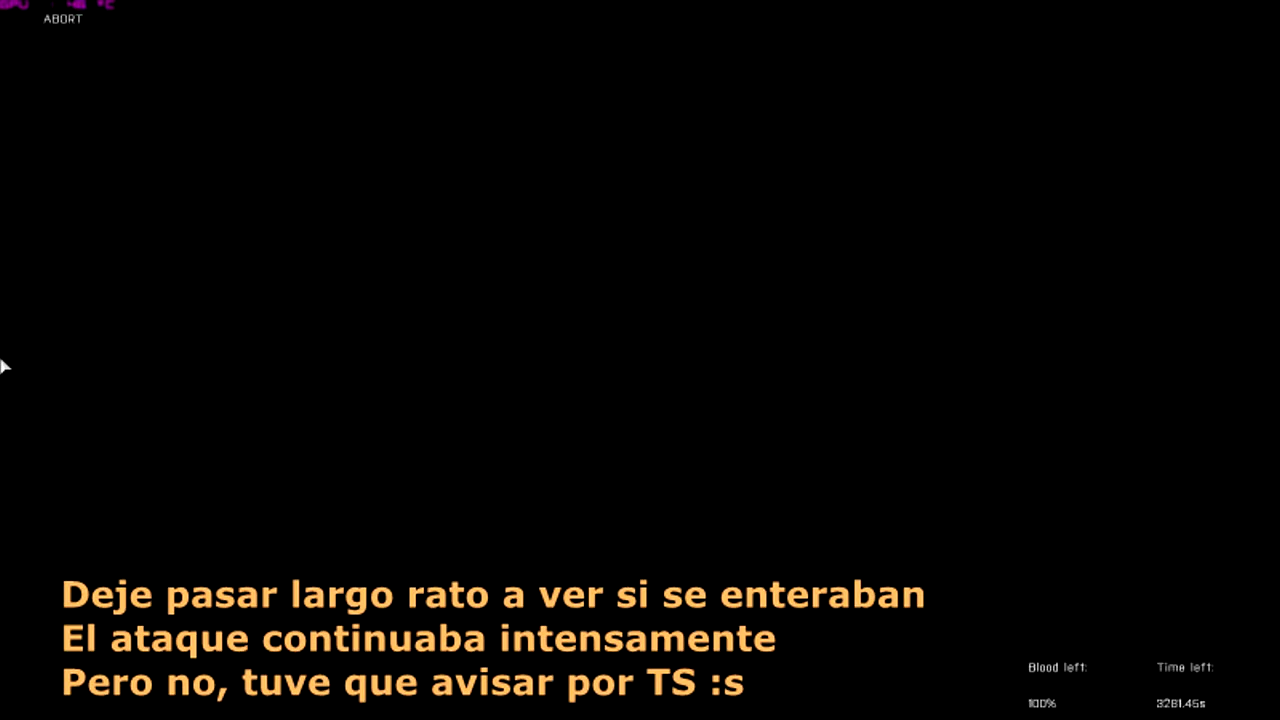 ABORT
Deje pasar largo rato a ver si se enteraban
El ataque continuaba intensamente
Pero no, tuve que avisar por TS :s
Blood left: Time left:
100% 3281.45s